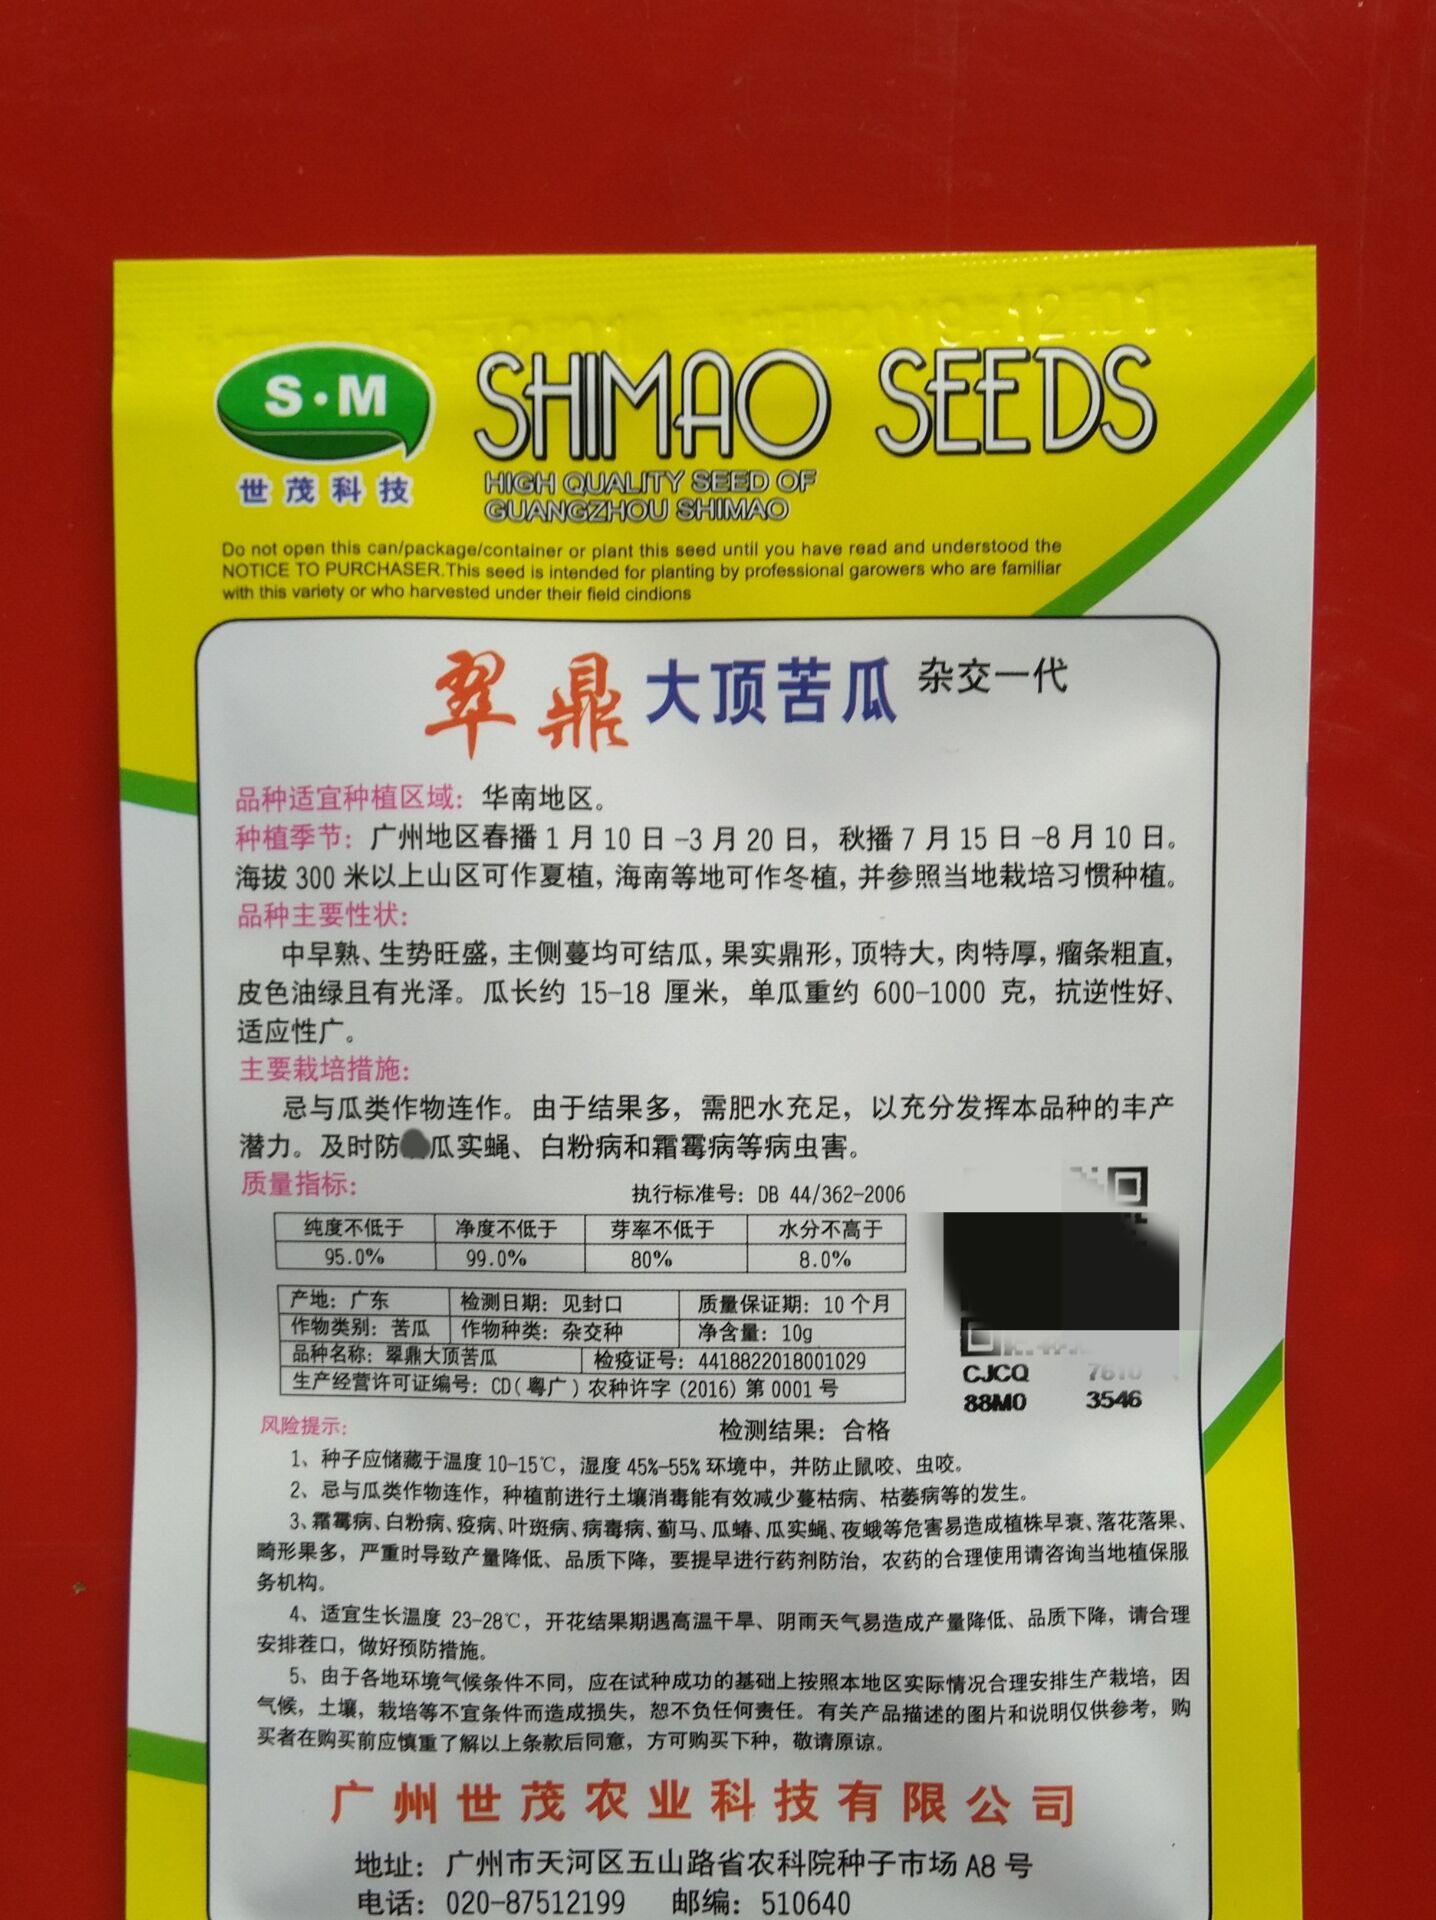 S·M
世茂科技
SHIMAO SEEDS
HIGH QUALITY SEED OF
GUANGZHOU SHIMAO
Do not open this can/package/container or plant this seed until you have read and understood the
NOTICE TO PURCHASER.This seed is intended for planting by professional garowers who are familiar
with this variety or who harvested under their field cindions
翠鼎大顶苦瓜 杂交一代
品种适宜种植区域：华南地区。
种植季节：广州地区春播1月10日-3月20日，秋播7月15日-8月10日。
海拔300米以上山区可作夏植，海南等地可作冬植，并参照当地栽培习惯种植。
品种主要性状：
中早熟、生势旺盛，主侧蔓均可结瓜，果实鼎形，顶特大，肉特厚，瘤条粗直，
皮色油绿且有光泽。瓜长约 15-18 厘米，单瓜重约 600-1000 克，抗逆性好、
适应性广。
主要栽培措施：
忌与瓜类作物连作。由于结果多，需肥水充足，以充分发挥本品种的丰产
潜力。及时防瓜实蝇、白粉病和霜霉病等病虫害。
质量指标： 执行标准号：DB 44/362-2006
纯度不低于 净度不低于 芽率不低于 水分不高于
95.0% 99.0% 80% 8.0%
产地：广东 检测日期：见封口 质量保证期：10个月
作物类别：苦瓜 作物种类：杂交种 净含量：10g
品种名称：翠鼎大顶苦瓜 检疫证号：4418822018001029
生产经营许可证编号：CD(粤广)农种许字(2016)第0001号
CJCQ 7610
88M0 3546
风险提示： 检测结果：合格
1、种子应储藏于温度10-15℃，湿度45%-55%环境中，并防止鼠咬、虫咬。
2、忌与瓜类作物连作，种植前进行土壤消毒能有效减少蔓枯病、枯萎病等的发生。
3、霜霉病、白粉病、疫病、叶斑病、病毒病、蓟马、瓜蝽、瓜实蝇、夜蛾等危害易造成植株早衰、落花落果、
畸形果多，严重时导致产量降低、品质下降，要提早进行药剂防治，农药的合理使用请咨询当地植保服
务机构。
4、适宜生长温度 23-28℃，开花结果期遇高温干旱、阴雨天气易造成产量降低、品质下降，请合理
安排茬口，做好预防措施。
5、由于各地环境气候条件不同，应在试种成功的基础上按照本地区实际情况合理安排生产栽培，因
气候，土壤，栽培等不宜条件而造成损失，恕不负任何责任。有关产品描述的图片和说明仅供参考，购
买者在购买前应慎重了解以上条款后同意，方可购买下种，敬请原谅。
广州世茂农业科技有限公司
地址：广州市天河区五山路省农科院种子市场A8号
电话：020-87512199 邮编：510640